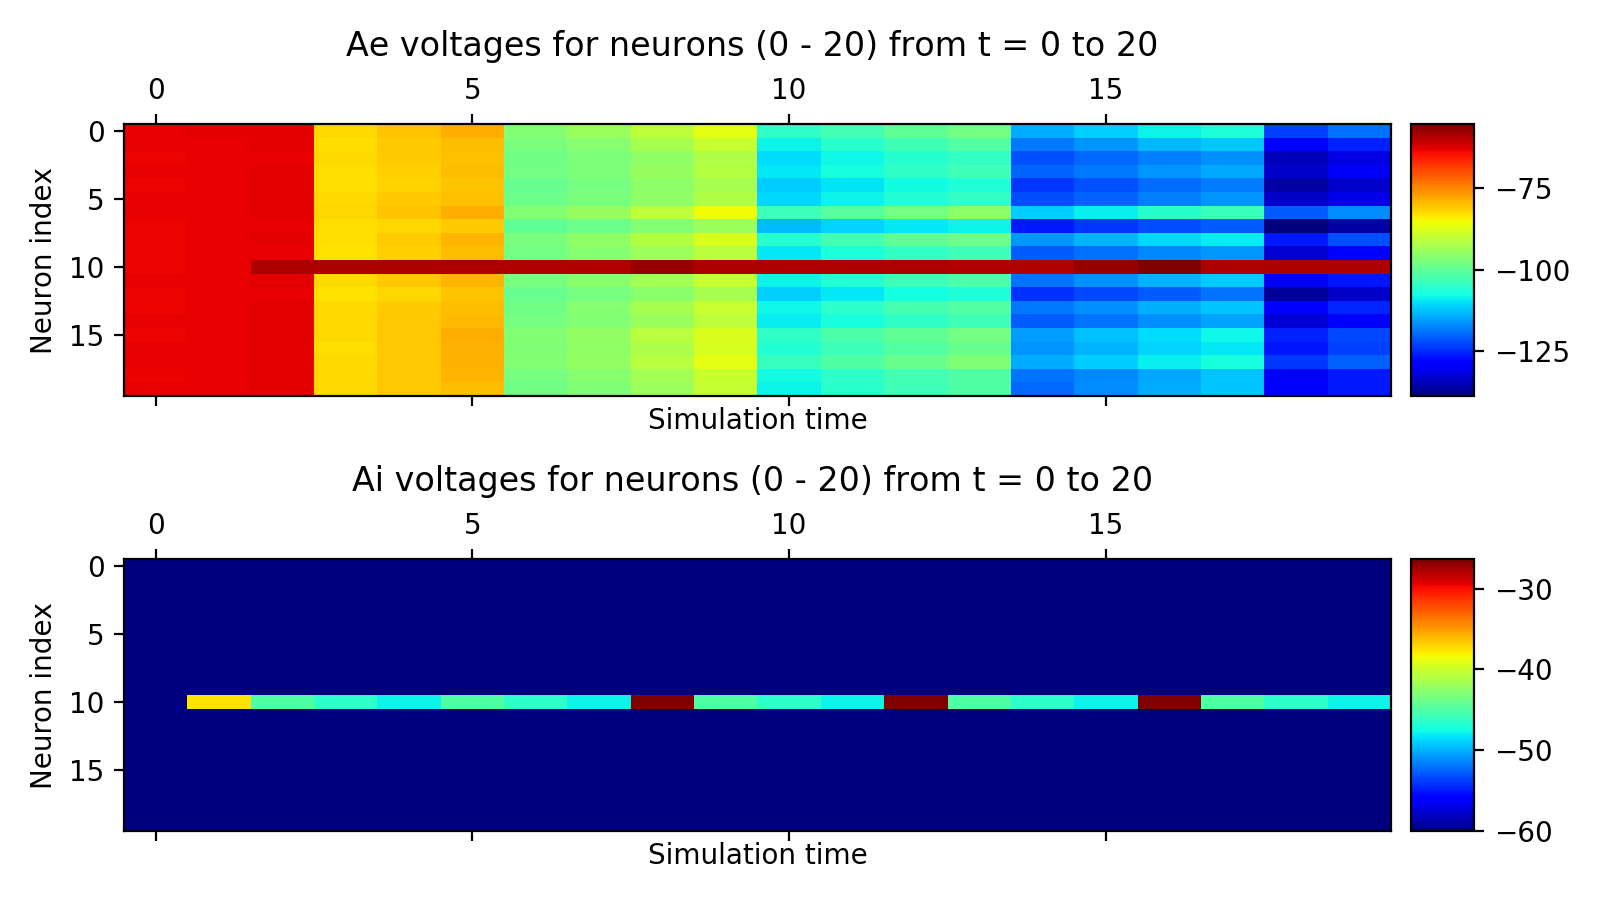 Ae voltages for neurons (0 - 20) from t = 0 to 20
0 5 10 15
Neuron index
0
5
10
15
Simulation time
−75
−100
−125
Ai voltages for neurons (0 - 20) from t = 0 to 20
0 5 10 15
Neuron index
0
5
10
15
Simulation time
−30
−40
−50
−60